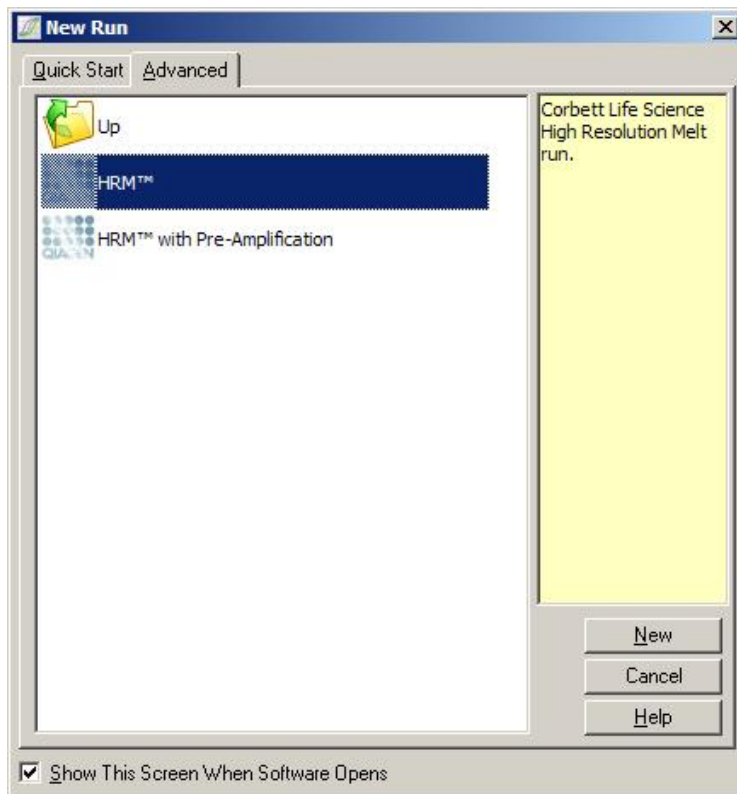 New Run
Quick Start
Advanced
Up
HRM™
HRM™ with Pre-Amplification
QIAGEN
Corbett Life Science
High Resolution Melt
run.
New
Cancel
Help
Show This Screen When Software Opens